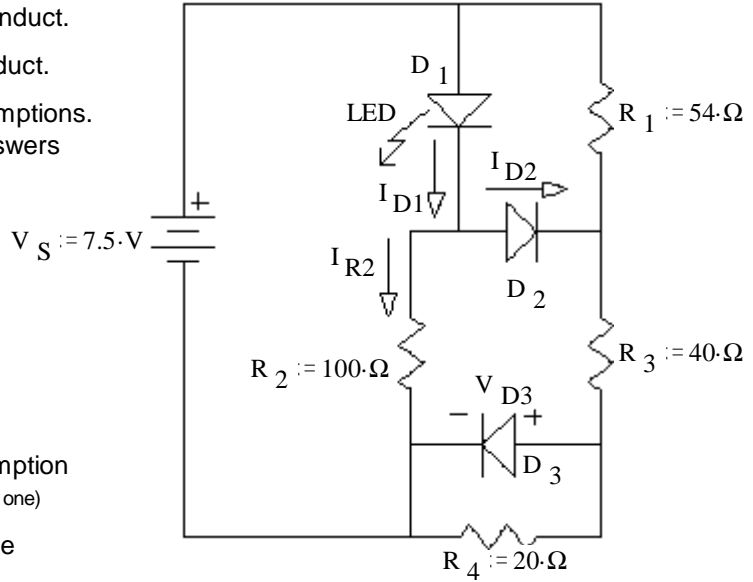 nduct.
duct.
mptions.
swers
D 1
LED
R 1 := 54·Ω
I D2
I D1
+
V S := 7.5·V
I R2
D 2
R 2 := 100·Ω
R 3 := 40·Ω
V D3
− +
D 3
mption
one)
e
R 4 := 20·Ω